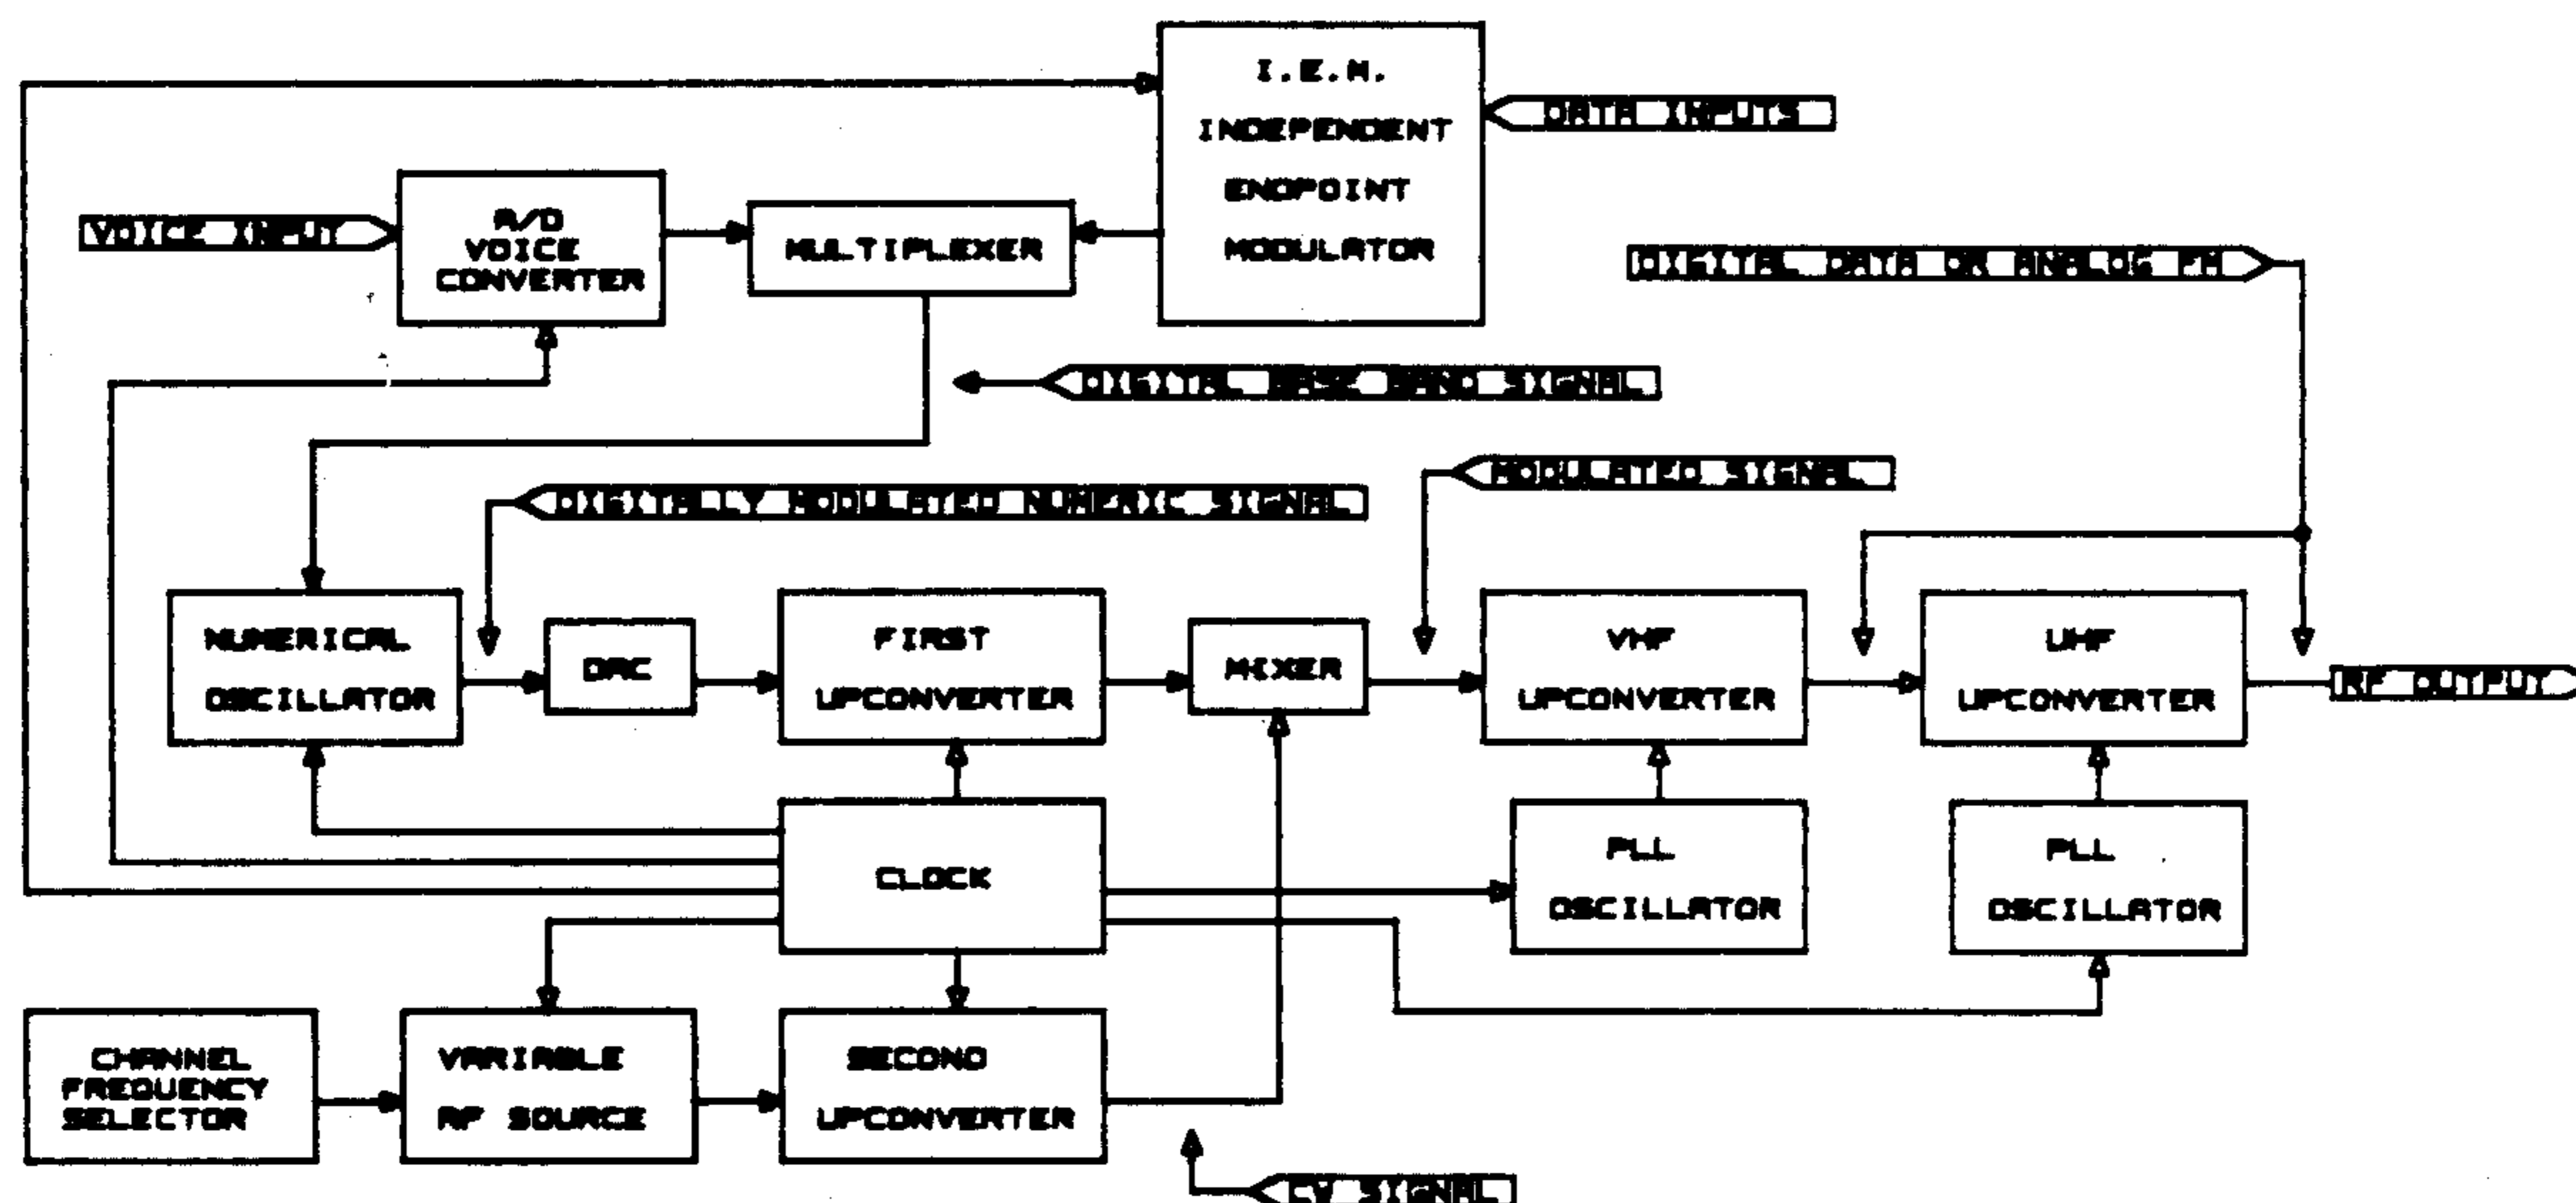 I.E.M.
INDEPENDENT
ENDPOINT
MODULATOR
DATA INPUTS
VOICE INPUT
A/D
VOICE
CONVERTER
MULTIPLEXER
DIGITAL DATA OR ANALOG FM
DIGITAL BASE BAND SIGNAL
MODULATED SIGNAL
DIGITALLY MODULATED NUMERIC SIGNAL
NUMERICAL
OSCILLATOR
DAC
FIRST
UPCONVERTER
MIXER
VHF
UPCONVERTER
UHF
UPCONVERTER
RF OUTPUT
CLOCK
PLL
OSCILLATOR
PLL
OSCILLATOR
CHANNEL
FREQUENCY
SELECTOR
VARIABLE
RF SOURCE
SECOND
UPCONVERTER
CW SIGNAL